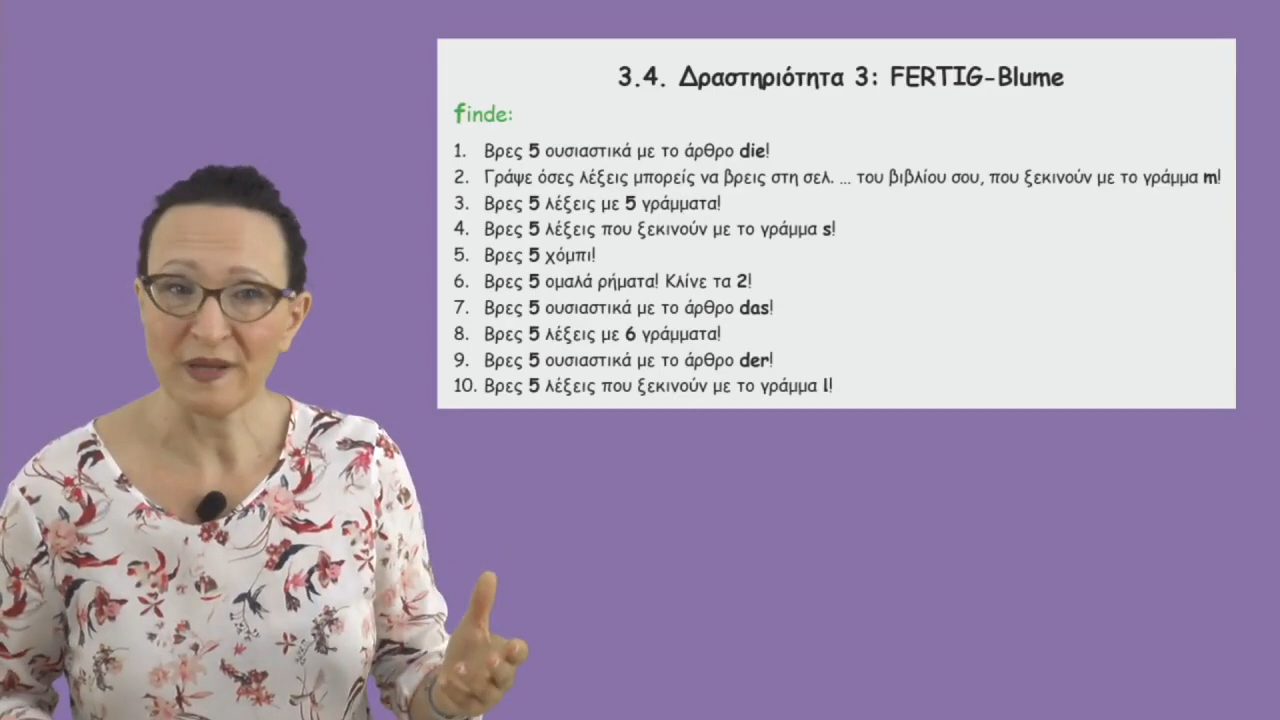 3.4. Δραστηριότητα 3: FERTIG-Blume
finde:
1. Βρες 5 ουσιαστικά με το άρθρο die!
2. Γράψε όσες λέξεις μπορείς να βρεις στη σελ. ... του βιβλίου σου, που ξεκινούν με το γράμμα m!
3. Βρες 5 λέξεις με 5 γράμματα!
4. Βρες 5 λέξεις που ξεκινούν με το γράμμα s!
5. Βρες 5 χόμπι!
6. Βρες 5 ομαλά ρήματα! Κλίνε τα 2!
7. Βρες 5 ουσιαστικά με το άρθρο das!
8. Βρες 5 λέξεις με 6 γράμματα!
9. Βρες 5 ουσιαστικά με το άρθρο der!
10. Βρες 5 λέξεις που ξεκινούν με το γράμμα l!